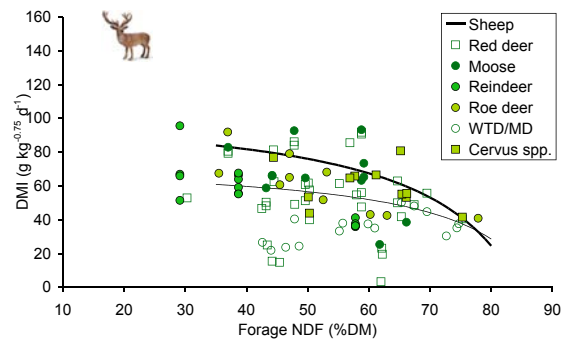 160
140
120
100
80
60
40
20
0
DMI (g kg-0.75 d-1)
10 20 30 40 50 60 70 80 90
Forage NDF (%DM)
Sheep
Red deer
Moose
Reindeer
Roe deer
WTD/MD
Cervus spp.